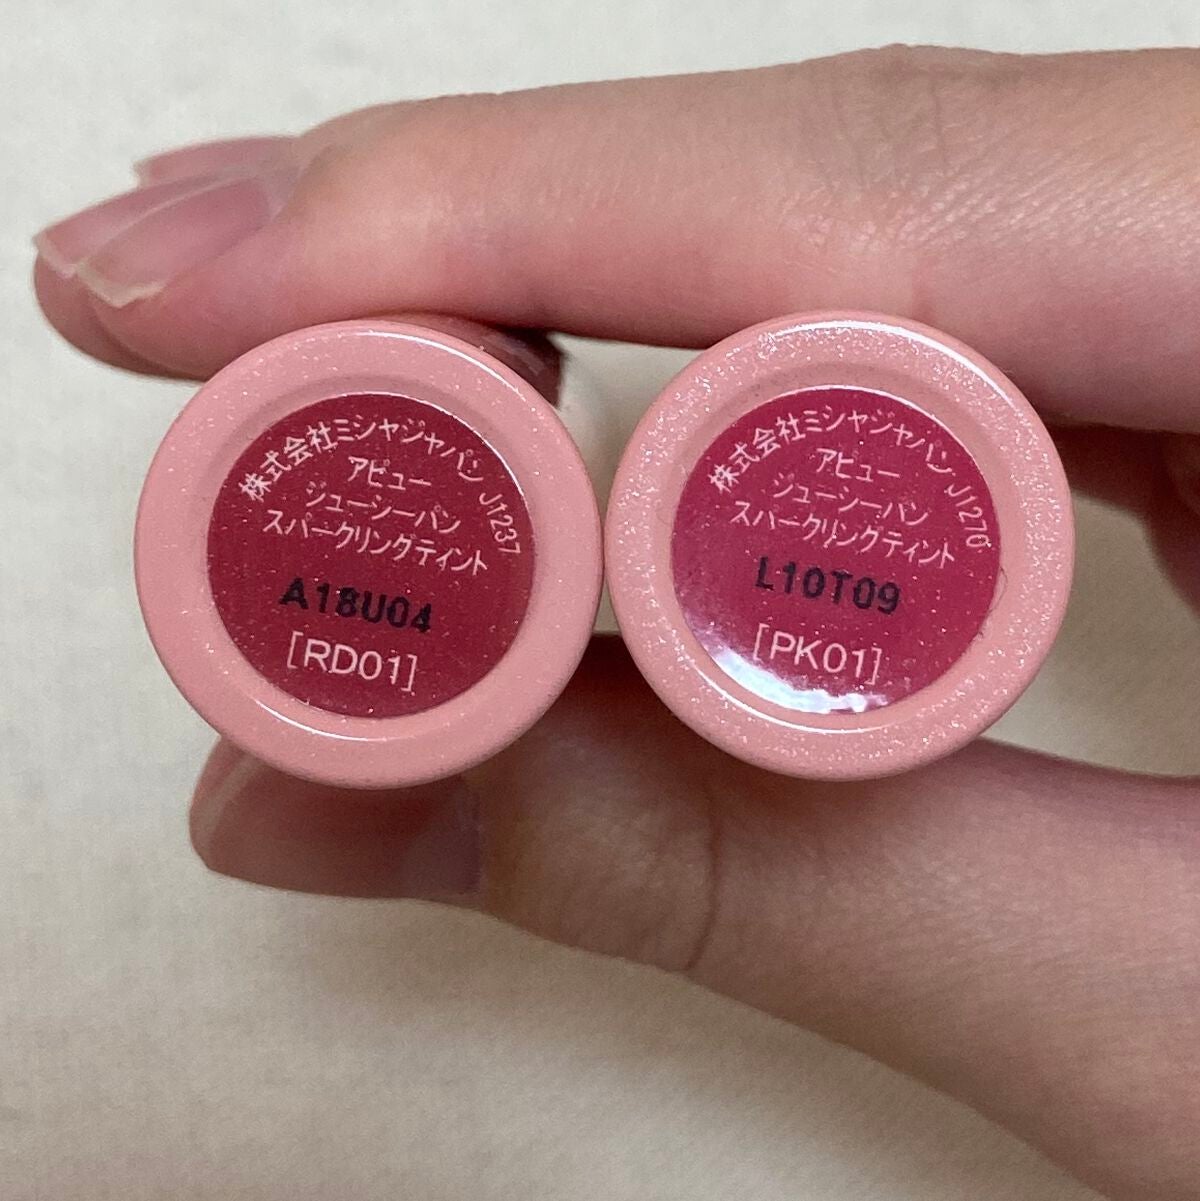 株式会社ミシャジャパン J1237
アピュー
ジューシーパン
スパークリングティント
A18U04
[RD01]
株式会社ミシャジャパン J1270
アピュー
ジューシーパン
スパークリングティント
L10T09
[PK01]